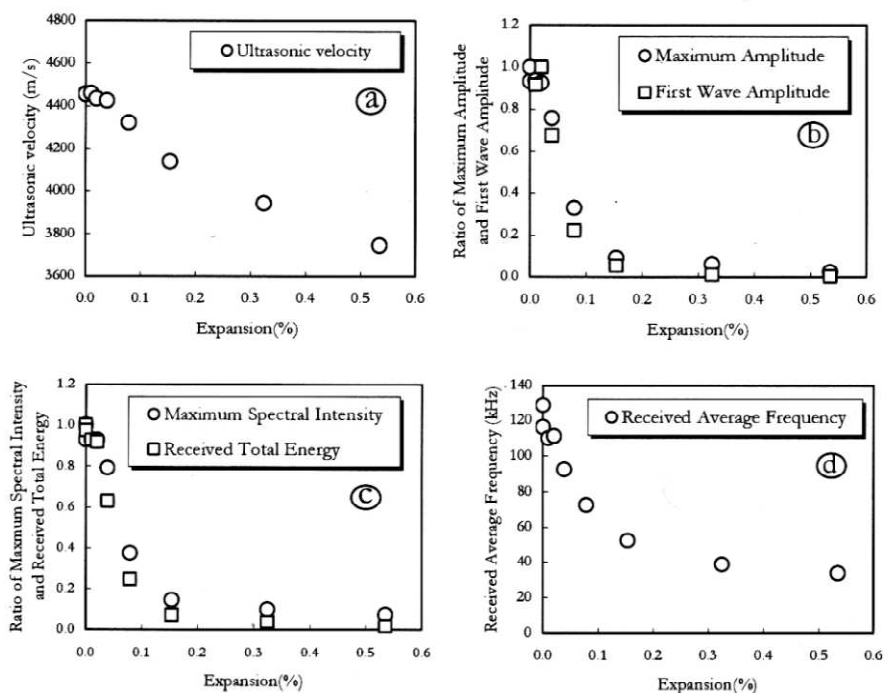 4800
4600
4400
4200
4000
3800
3600
Ultrasonic velocity (m/s)
Ultrasonic velocity
a
0.0 0.1 0.2 0.3 0.4 0.5 0.6
Expansion(%)
1.2
1.0
0.8
0.6
0.4
0.2
0.0
Ratio of Maximum Amplitude
and First Wave Amplitude
Maximum Amplitude
First Wave Amplitude
b
0.0 0.1 0.2 0.3 0.4 0.5 0.6
Expansion(%)
1.2
1.0
0.8
0.6
0.4
0.2
0.0
Ratio of Maxmum Spectral Intensity
and Received Total Energy
Maximum Spectral Intensity
Received Total Energy
c
0.0 0.1 0.2 0.3 0.4 0.5 0.6
Expansion(%)
140
120
100
80
60
40
20
0
Received Average Frequency (kHz)
Received Average Frequency
d
0.0 0.1 0.2 0.3 0.4 0.5 0.6
Expansion(%)